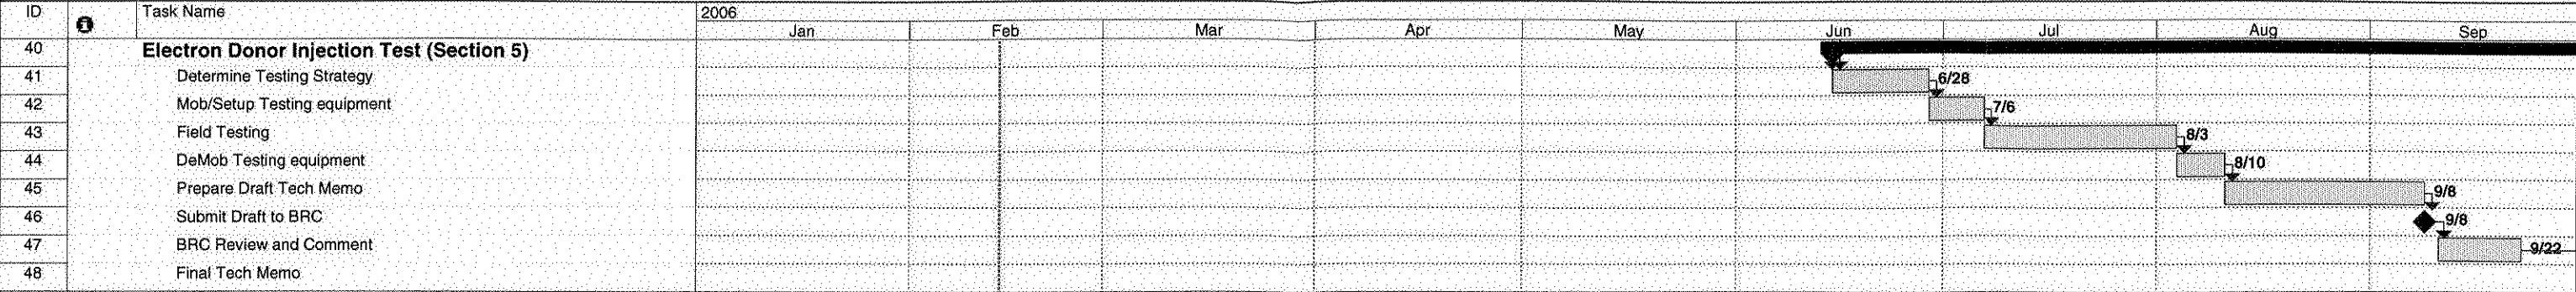 ID Task Name 2006
Jan Feb Mar Apr May Jun Jul Aug Sep
40 Electron Donor Injection Test (Section 5)
41 Determine Testing Strategy 6/28
42 Mob/Setup Testing equipment 7/6
43 Field Testing 8/3
44 DeMob Testing equipment 8/10
45 Prepare Draft Tech Memo 9/8
46 Submit Draft to BRC 9/8
47 BRC Review and Comment 9/22
48 Final Tech Memo